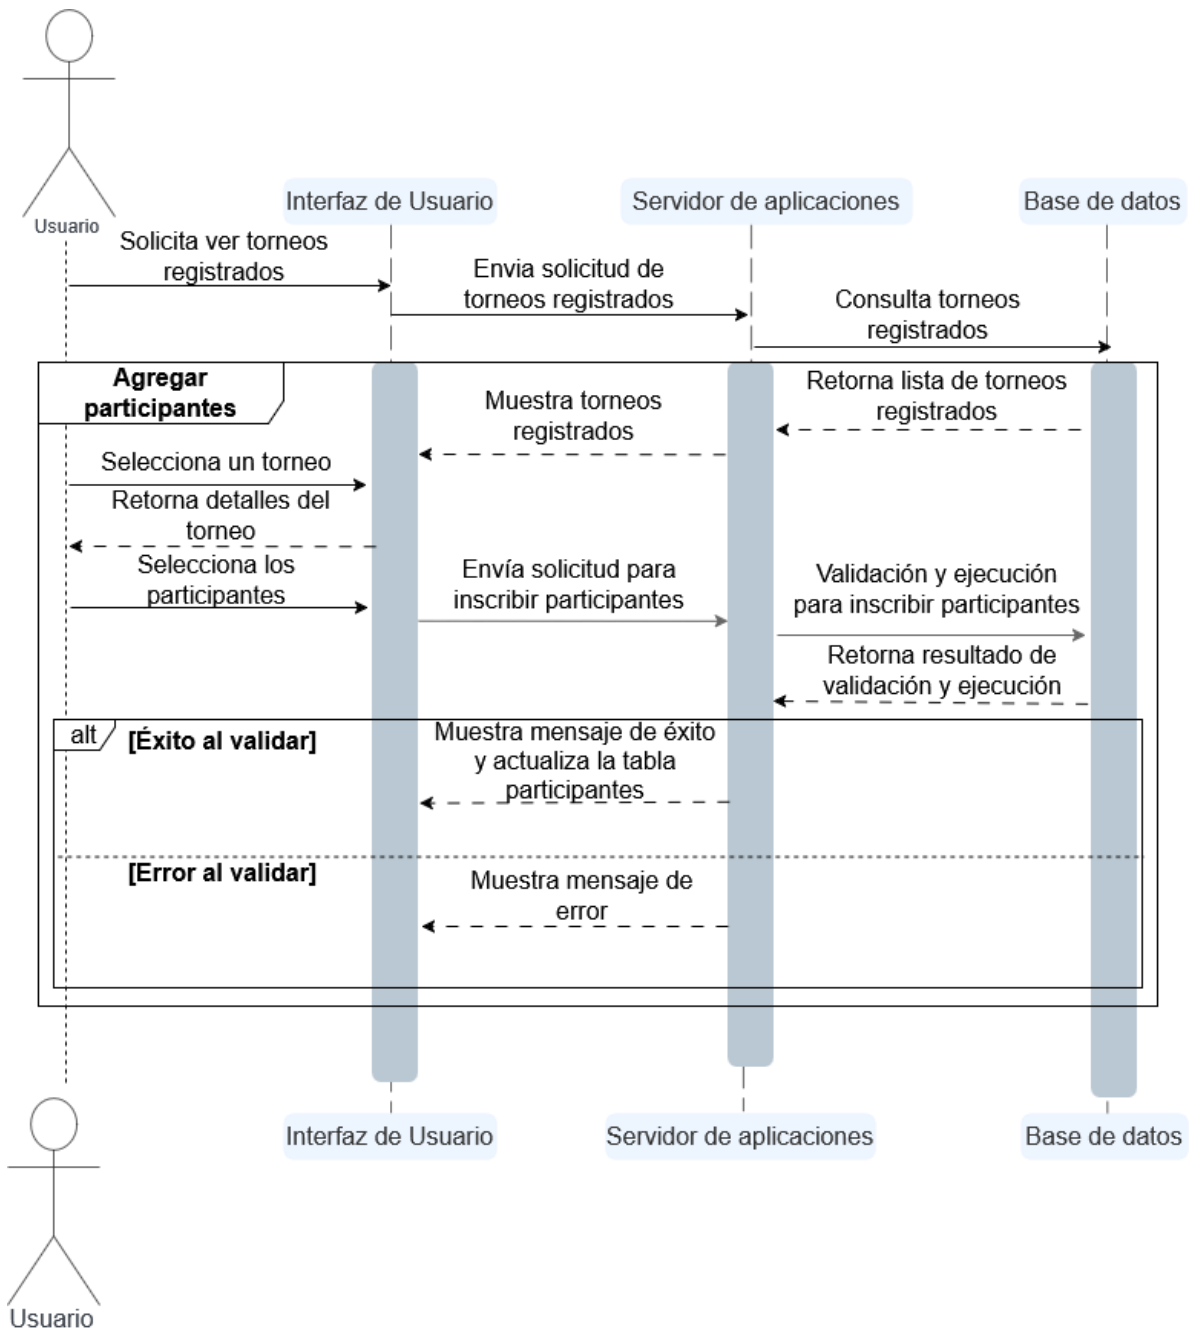 Usuario
Interfaz de Usuario
Servidor de aplicaciones
Base de datos
Solicita ver torneos
registrados
Envia solicitud de
torneos registrados
Consulta torneos
registrados
Agregar
participantes
Retorna lista de torneos
registrados
Muestra torneos
registrados
Selecciona un torneo
Retorna detalles del
torneo
Selecciona los
participantes
Envía solicitud para
inscribir participantes
Validación y ejecución
para inscribir participantes
Retorna resultado de
validación y ejecución
alt
[Éxito al validar]
Muestra mensaje de éxito
y actualiza la tabla
participantes
[Error al validar]
Muestra mensaje de
error
Interfaz de Usuario
Servidor de aplicaciones
Base de datos
Usuario